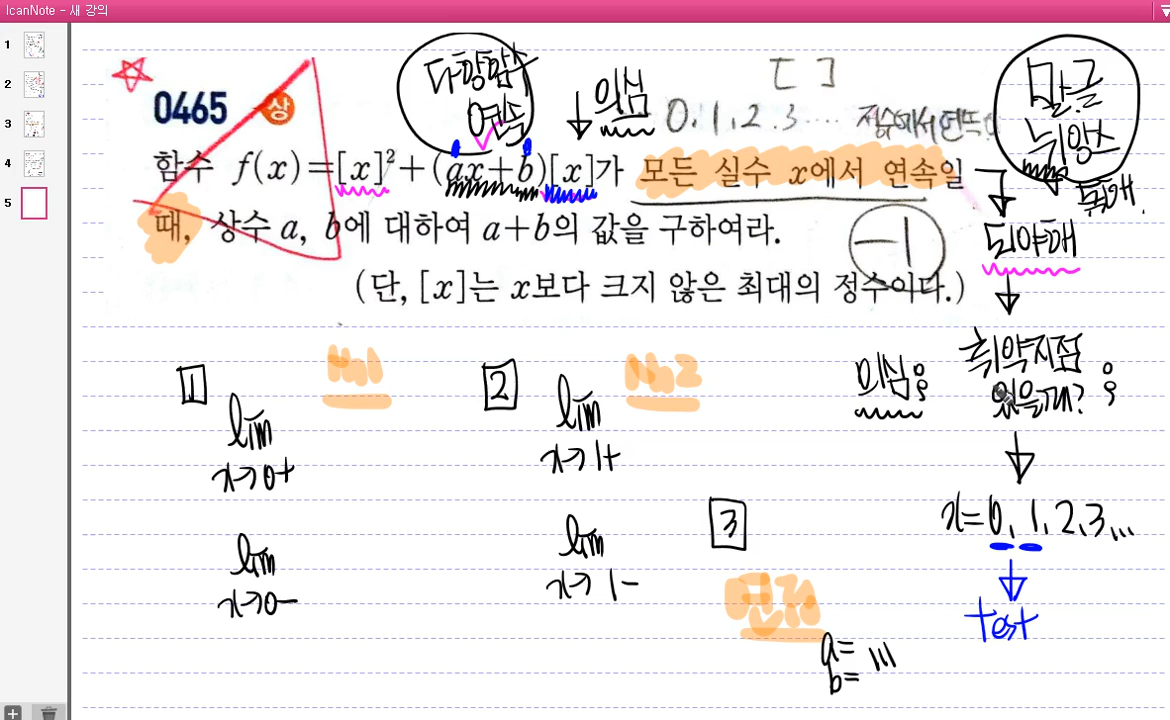 IcanNote - 새 강의
1
2
3
4
5
0465 상
다항함수
연속
의심
[ ]
0, 1, 2, 3 .... 정수에서
말은
함수 f(x)=[x]²+(ax+b)[x]가 모든 실수 x에서 연속일
때, 상수 a, b에 대하여 a+b의 값을 구하여라.
-1
되야해
(단, [x]는 x보다 크지 않은 최대의 정수이다.)
취약지점
의심:
있을까?
1
lim
x→0+
lim
x→0-
2
lim
x→1+
lim
x→1-
x=0, 1, 2, 3, ...
test
3
연립
a=
b= ...